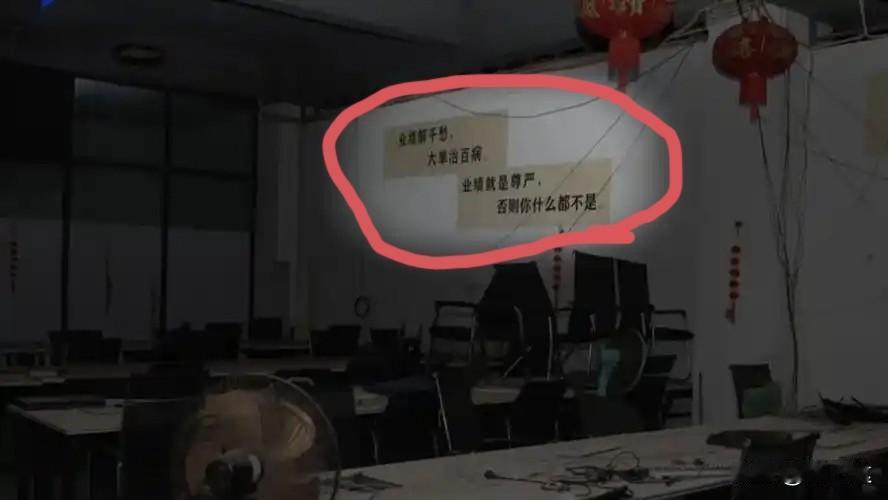 业绩解千愁，
大单治百病。
业绩就是尊严，
否则你什么都不是。